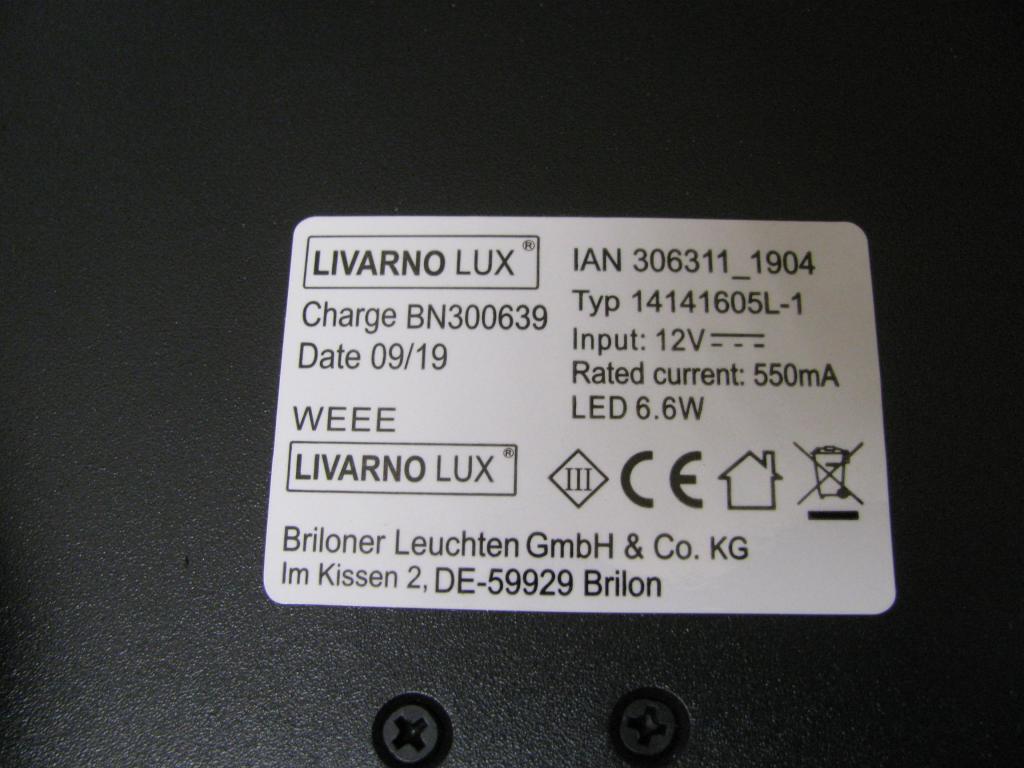 LIVARNO LUX®
Charge BN300639
Date 09/19
WEEE
LIVARNO LUX®
IAN 306311_1904
Typ 14141605L-1
Input: 12V⎓
Rated current: 550mA
LED 6.6W
III CE
Briloner Leuchten GmbH & Co. KG
Im Kissen 2, DE-59929 Brilon